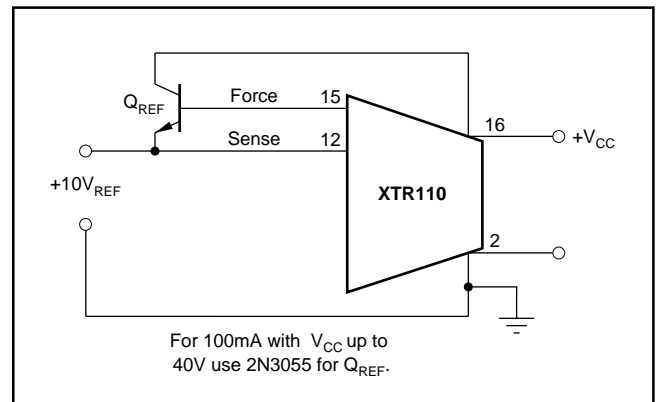 Force
15
Q_REF
16
Sense
12
+V_CC
+10V_REF
XTR110
2
For 100mA with V_CC up to
40V use 2N3055 for Q_REF.